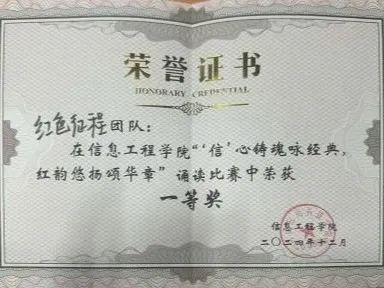 荣誉证书
HONORARY CREDENTIAL
红色征程团队：
在信息工程学院“‘信’心铸魂咏经典，
红韵悠扬颂华章”诵读比赛中荣获
一等奖
信息工程学院
二〇二四年十二月